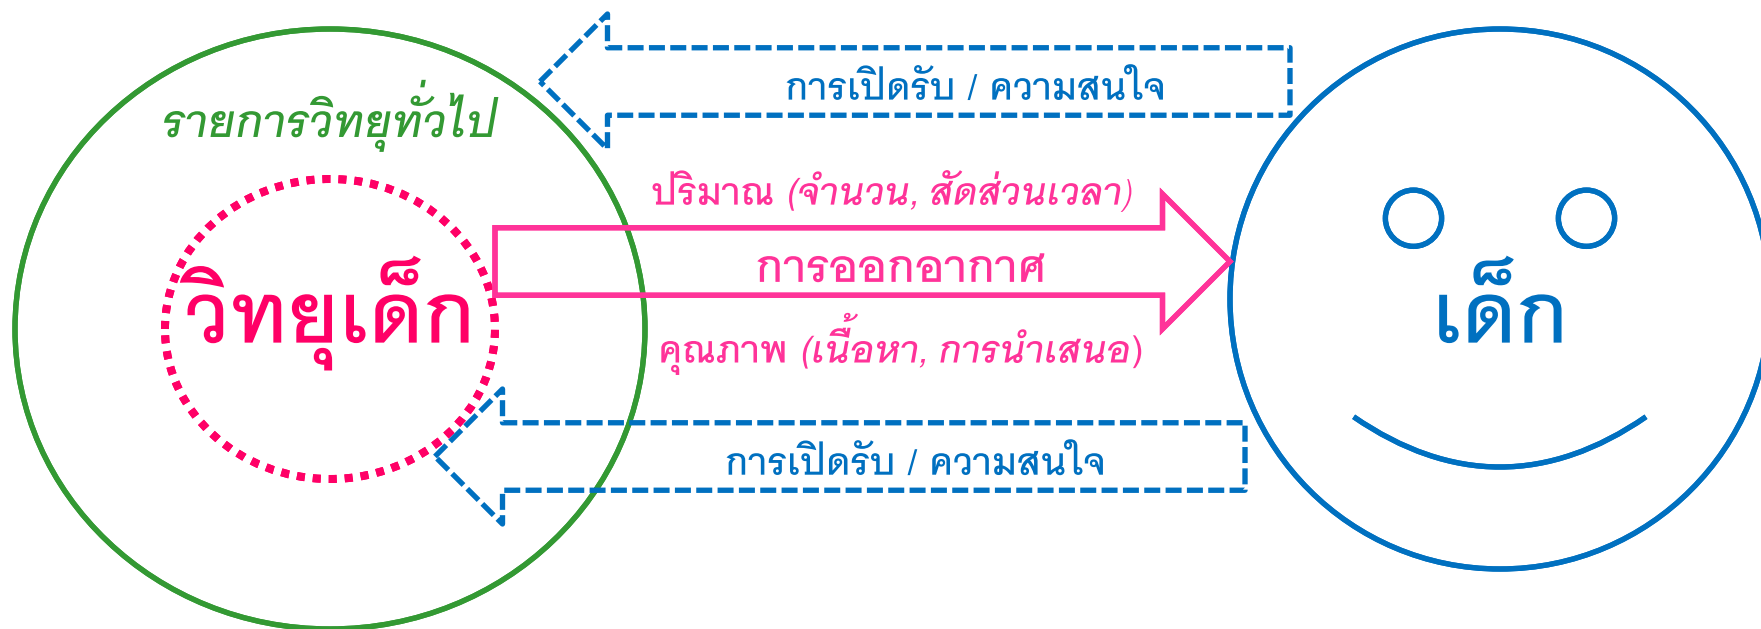 การเปิดรับ / ความสนใจ
รายการวิทยุทั่วไป
ปริมาณ (จำนวน, สัดส่วนเวลา)
การออกอากาศ
วิทยุเด็ก
เด็ก
คุณภาพ (เนื้อหา, การนำเสนอ)
การเปิดรับ / ความสนใจ